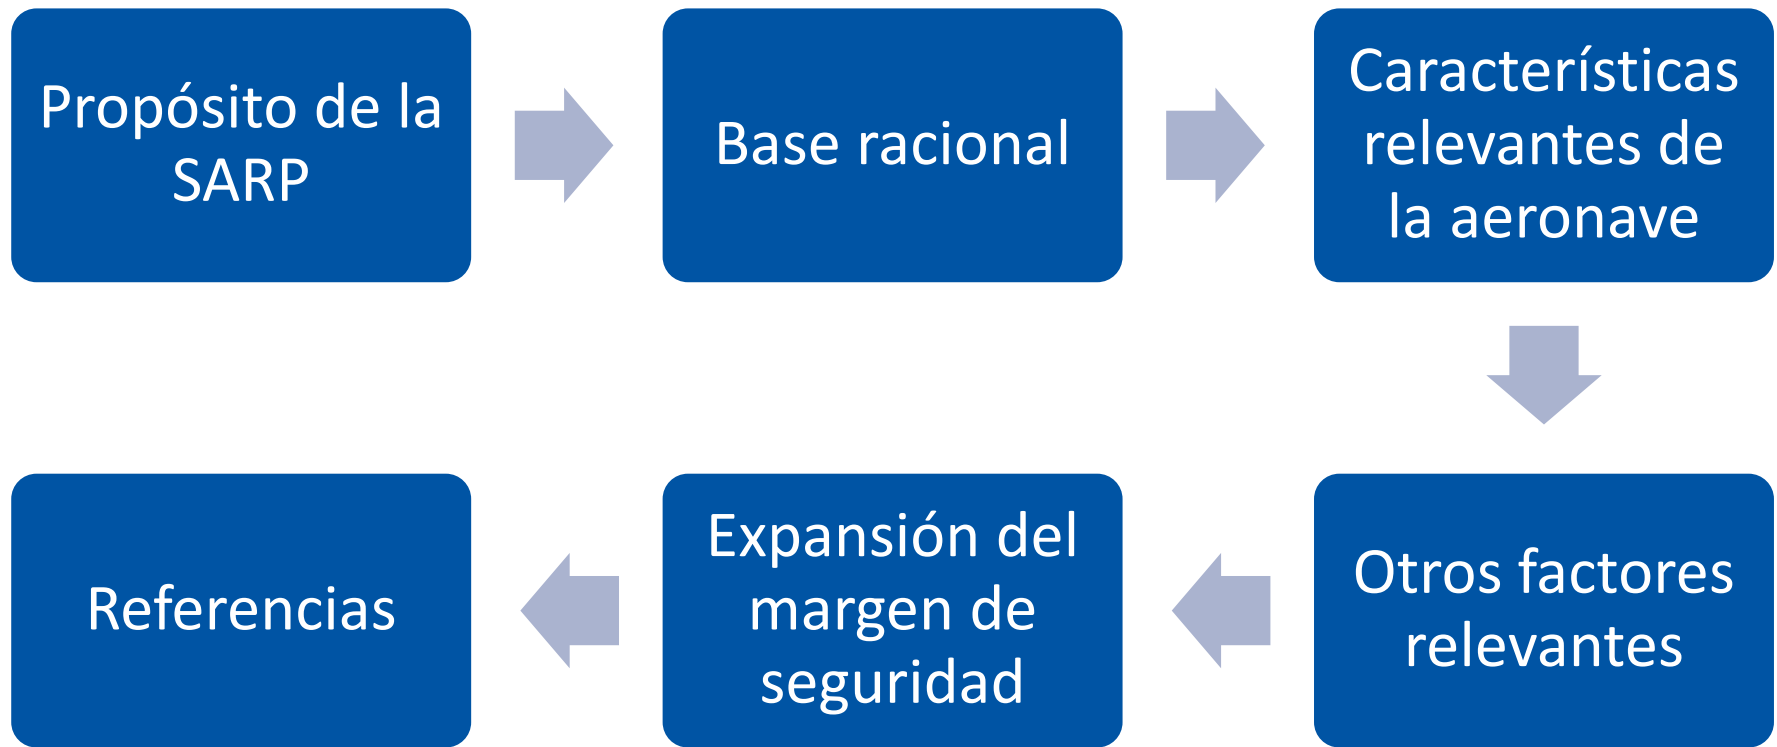 Propósito de la
SARP
Base racional
Características
relevantes de
la aeronave
Otros factores
relevantes
Expansión del
margen de
seguridad
Referencias